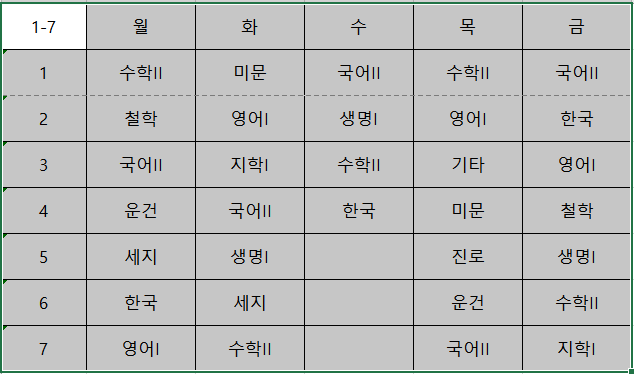 1-7 월 화 수 목 금
1 수학II 미문 국어II 수학II 국어II
2 철학 영어I 생명I 영어I 한국
3 국어II 지학I 수학II 기타 영어I
4 운건 국어II 한국 미문 철학
5 세지 생명I 진로 생명I
6 한국 세지 운건 수학II
7 영어I 수학II 국어II 지학I